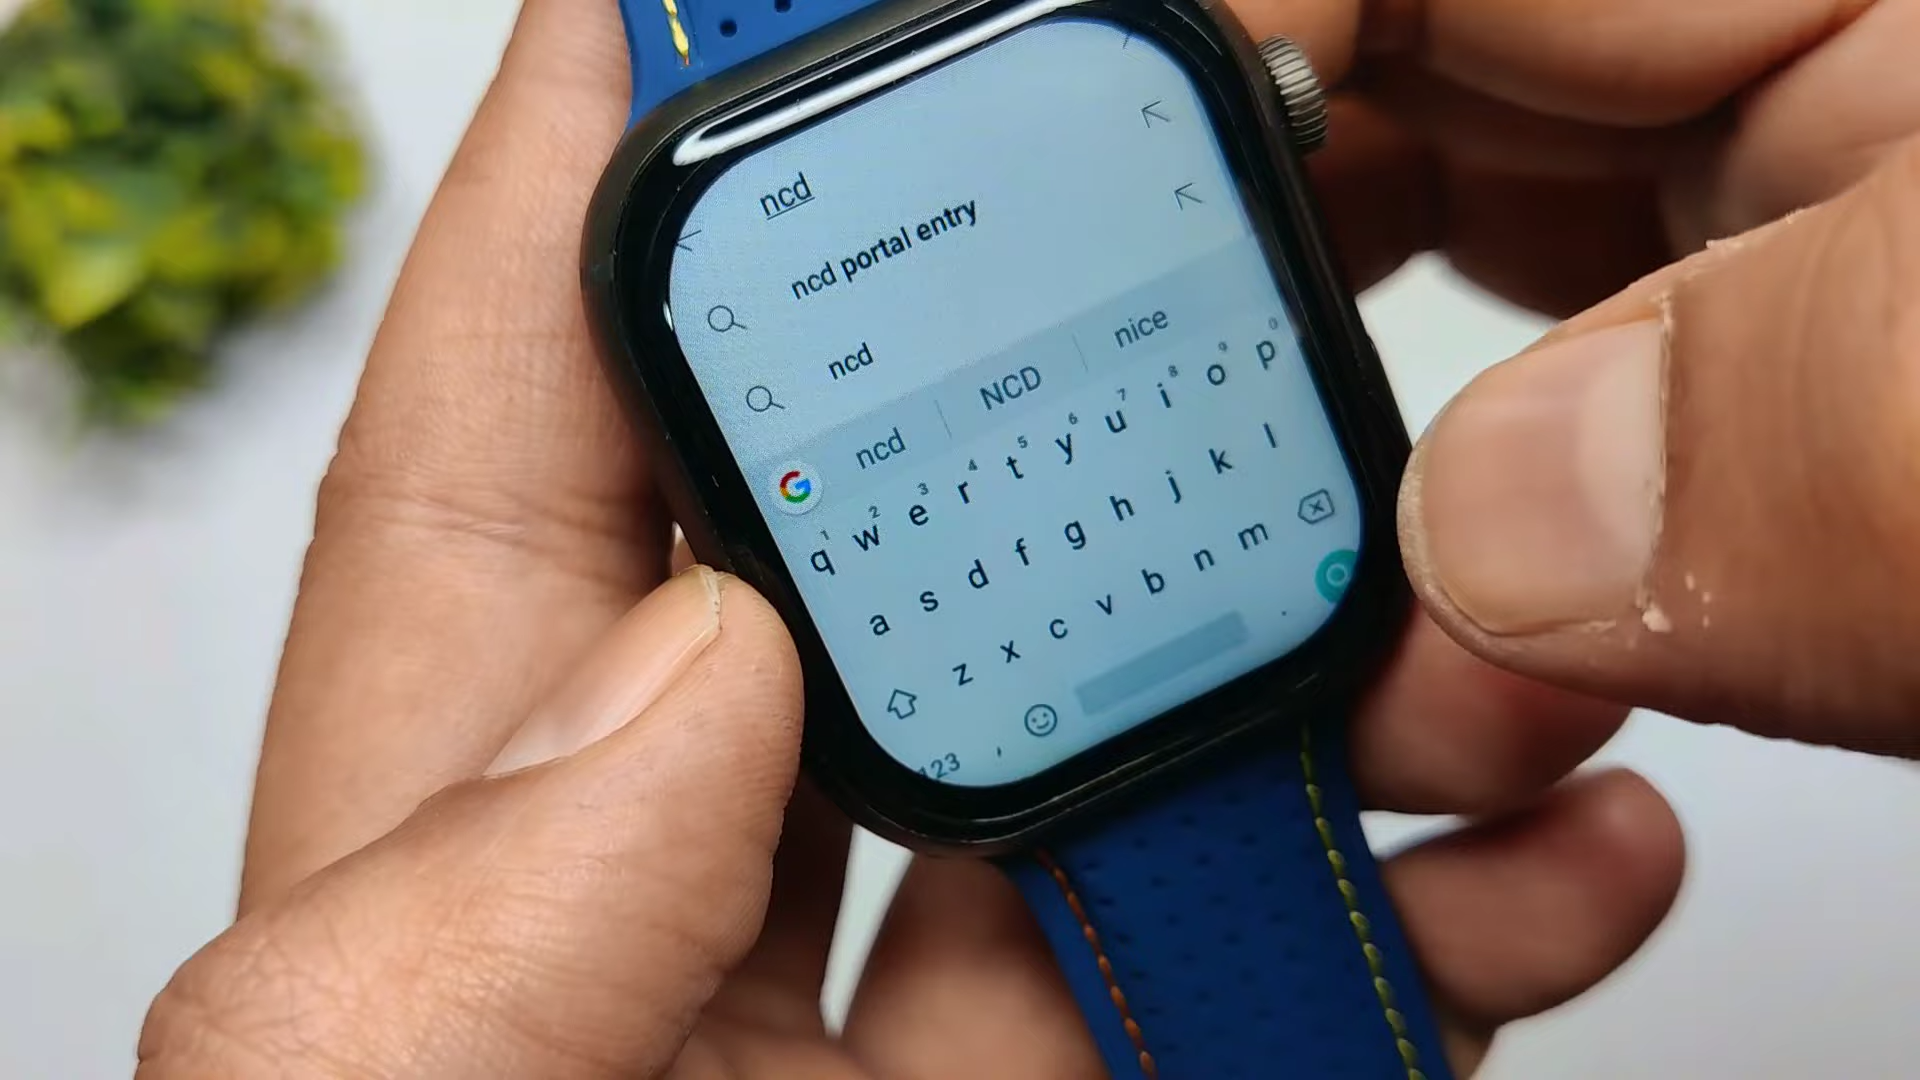 ncd
ncd portal entry
ncd
ncd NCD nice
1 2 3 4 5 6 7 8 9 0
q w e r t y u i o p
a s d f g h j k l
z x c v b n m
123 , .